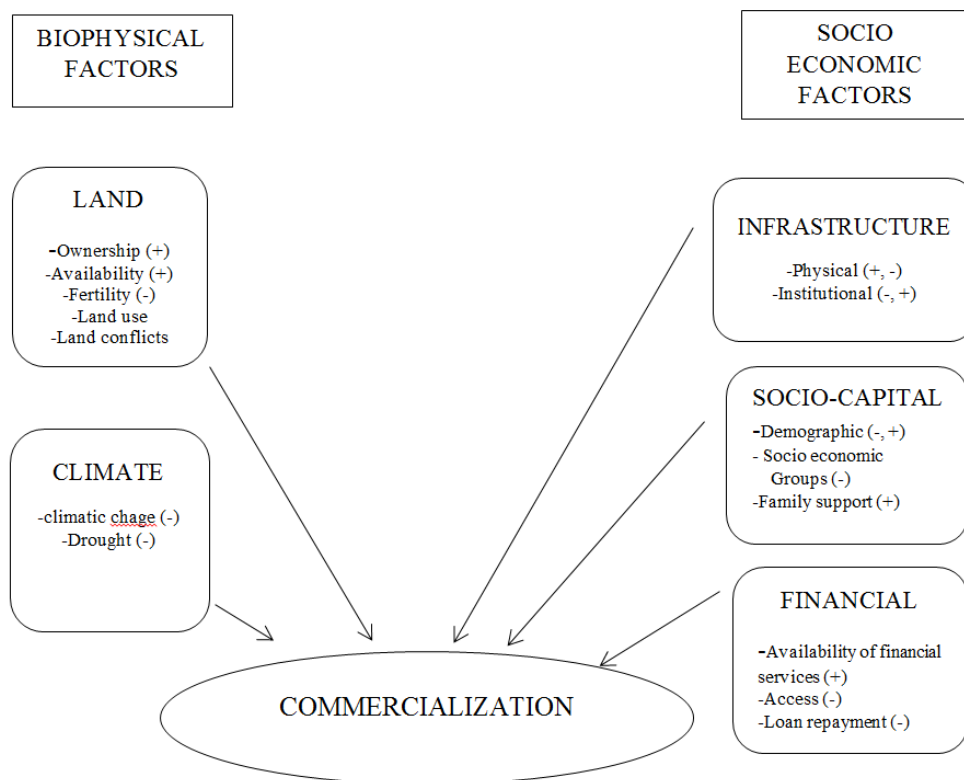 BIOPHYSICAL
FACTORS
SOCIO
ECONOMIC
FACTORS
LAND
-Ownership (+)
-Availability (+)
-Fertility (-)
-Land use
-Land conflicts
CLIMATE
-climatic chage (-)
-Drought (-)
INFRASTRUCTURE
-Physical (+, -)
-Institutional (-, +)
SOCIO-CAPITAL
-Demographic (-, +)
- Socio economic
Groups (-)
-Family support (+)
FINANCIAL
-Availability of financial
services (+)
-Access (-)
-Loan repayment (-)
COMMERCIALIZATION